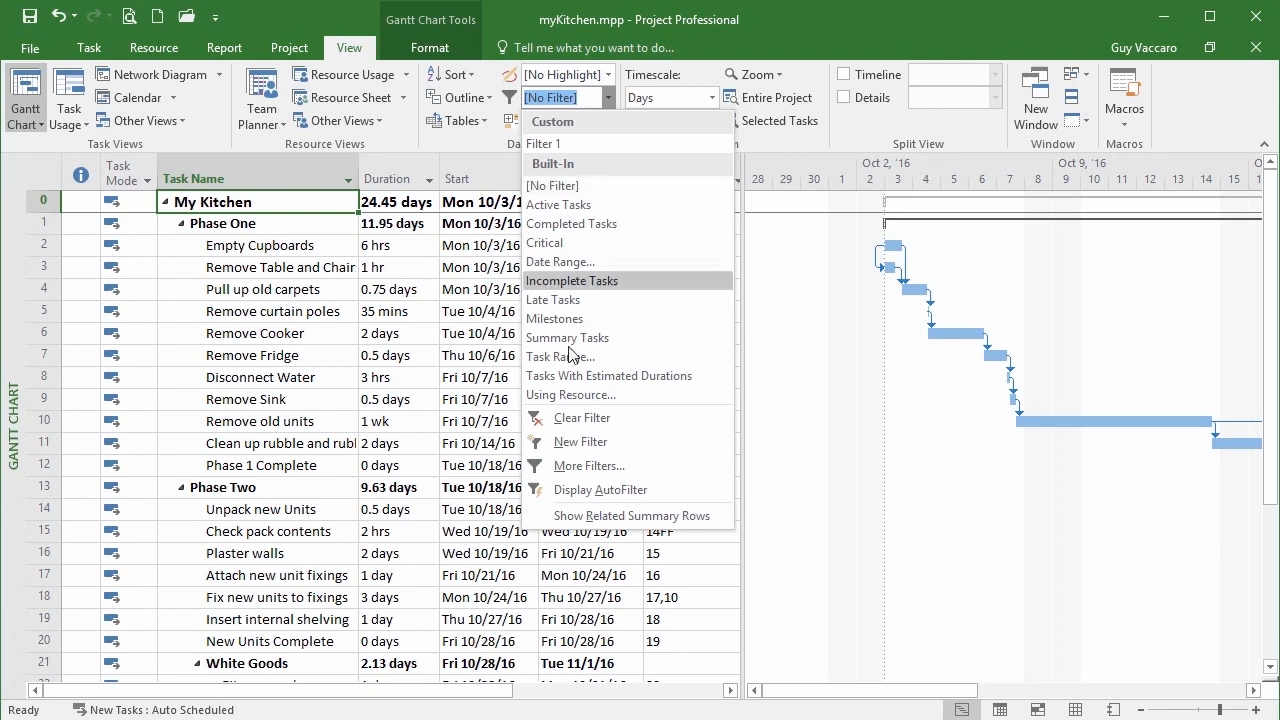 Gantt Chart Tools
myKitchen.mpp - Project Professional
File Task Resource Report Project View Format Tell me what you want to do... Guy Vaccaro
Gantt Chart
Task Usage
Network Diagram
Calendar
Other Views
Task Views
Team Planner
Resource Usage
Resource Sheet
Other Views
Resource Views
Sort
Outline
Tables
[No Highlight]
[No Filter]
Timescale:
Days
Zoom
Entire Project
Selected Tasks
Timeline
Details
Split View
New Window
Window
Macros
Macros
Custom
Filter 1
Built-In
[No Filter]
Active Tasks
Completed Tasks
Critical
Date Range...
Incomplete Tasks
Late Tasks
Milestones
Summary Tasks
Tasks With Estimated Durations
Using Resource...
Clear Filter
New Filter
More Filters...
Display AutoFilter
Show Related Summary Rows
Task Mode Task Name Duration Start
Oct 2, '16 Oct 9, '16
28 29 30 1 2 3 4 5 6 7 8 9 10 11 12 13 14 15
0 My Kitchen 24.45 days Mon 10/3/1
1 Phase One 11.95 days Mon 10/3/16
2 Empty Cupboards 6 hrs Mon 10/3/16
3 Remove Table and Chair 1 hr Mon 10/3/16
4 Pull up old carpets 0.75 days Mon 10/3/16
5 Remove curtain poles 35 mins Tue 10/4/16
6 Remove Cooker 2 days Tue 10/4/16
7 Remove Fridge 0.5 days Thu 10/6/16
8 Disconnect Water 3 hrs Fri 10/7/16
9 Remove Sink 0.5 days Fri 10/7/16
10 Remove old units 1 wk Fri 10/7/16
11 Clean up rubble and rubl 2 days Fri 10/14/16
12 Phase 1 Complete 0 days Tue 10/18/16
13 Phase Two 9.63 days Tue 10/18/16
14 Unpack new Units 0.5 days Tue 10/18/16
15 Check pack contents 2 hrs Wed 10/19/16 Wed 10/19/16 14FF
16 Plaster walls 2 days Wed 10/19/16 Fri 10/21/16 15
17 Attach new unit fixings 1 day Fri 10/21/16 Mon 10/24/16 16
18 Fix new units to fixings 3 days Mon 10/24/16 Thu 10/27/16 17,10
19 Insert internal shelving 1 day Thu 10/27/16 Fri 10/28/16 18
20 New Units Complete 0 days Fri 10/28/16 Fri 10/28/16 19
21 White Goods 2.13 days Fri 10/28/16 Tue 11/1/16
GANTT CHART
Ready New Tasks : Auto Scheduled